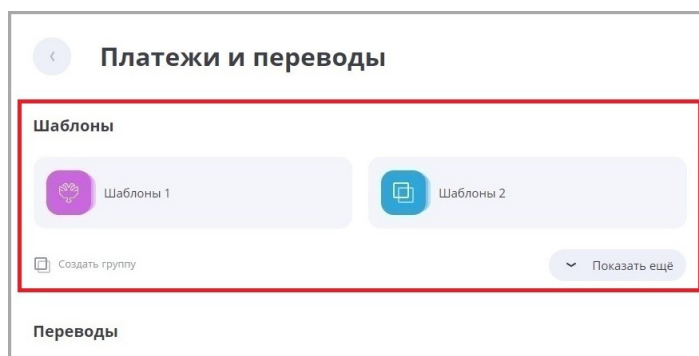 Платежи и переводы
Шаблоны
Шаблоны 1
Шаблоны 2
Создать группу
Показать ещё
Переводы